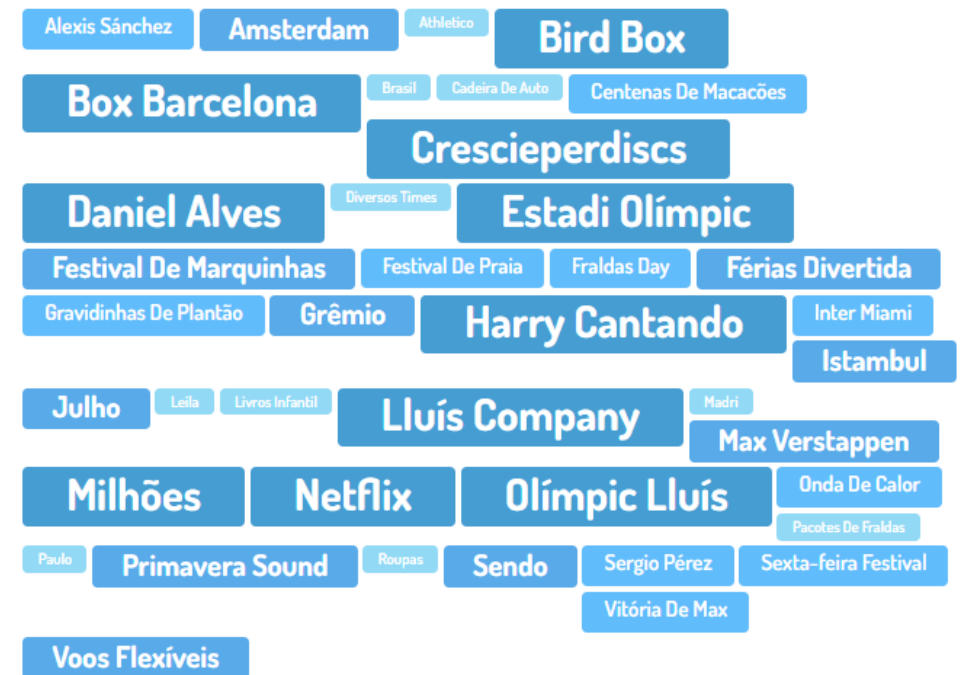 Alexis Sánchez Amsterdam Athletico Bird Box
Box Barcelona Brasil Cadeira De Auto Centenas De Macacões
Crescieperdiscs
Daniel Alves Diversos Times Estadi Olímpic
Festival De Marquinhas Festival De Praia Fraldas Day Férias Divertida
Gravidinhas De Plantão Grêmio Harry Cantando Inter Miami
Istambul
Julho Leila Livros Infantil Lluís Company Madri
Max Verstappen
Milhões Netflix Olímpic Lluís Onda De Calor
Pacotes De Fraldas
Paulo Primavera Sound Roupas Sendo Sergio Pérez Sexta-feira Festival
Vitória De Max
Voos Flexíveis